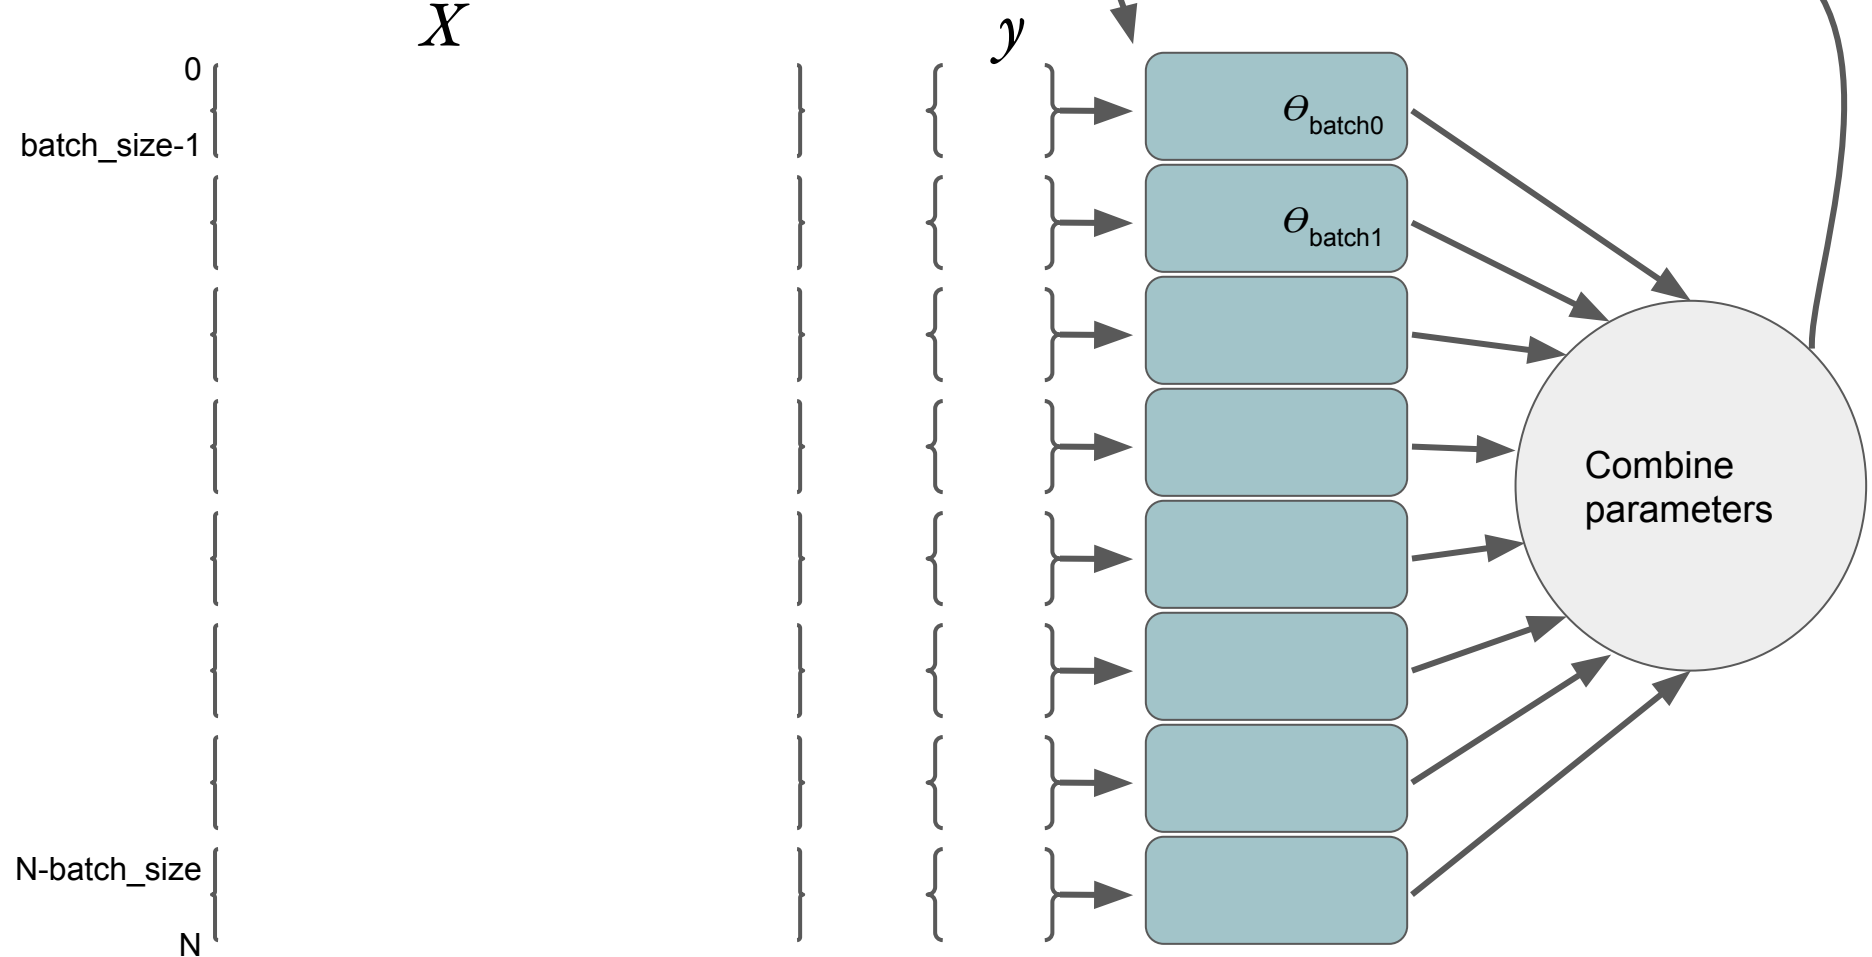 X
y
0
batch_size-1
θbatch0
θbatch1
Combine
parameters
N-batch_size
N